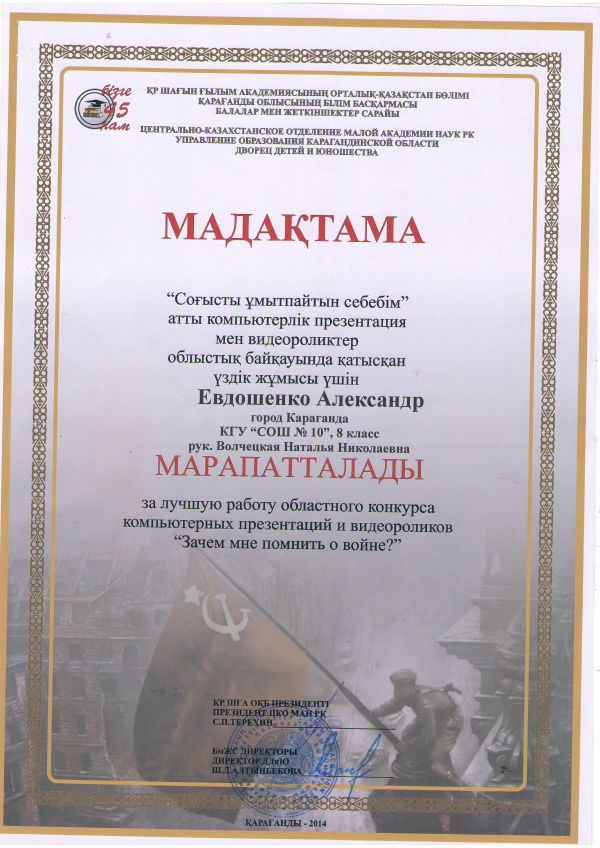 бізге
45
жыл
ҚР ШАҒЫН ҒЫЛЫМ АКАДЕМИЯСЫНЫҢ ОРТАЛЫҚ-ҚАЗАҚСТАН БӨЛІМІ
ҚАРАҒАНДЫ ОБЛЫСЫНЫҢ БІЛІМ БАСҚАРМАСЫ
БАЛАЛАР МЕН ЖЕТКІНШЕКТЕР САРАЙЫ
ЦЕНТРАЛЬНО-КАЗАХСТАНСКОЕ ОТДЕЛЕНИЕ МАЛОЙ АКАДЕМИИ НАУК РК
УПРАВЛЕНИЕ ОБРАЗОВАНИЯ КАРАГАНДИНСКОЙ ОБЛАСТИ
ДВОРЕЦ ДЕТЕЙ И ЮНОШЕСТВА
МАДАҚТАМА
“Соғысты ұмытпайтын себебім”
атты компьютерлік презентация
мен видеороликтер
облыстық байқауында қатысқан
үздік жұмысы үшін
Евдошенко Александр
город Караганда
КГУ “СОШ № 10”, 8 класс
рук. Волчецкая Наталья Николаевна
МАРАПАТТАЛАДЫ
за лучшую работу областного конкурса
компьютерных презентаций и видеороликов
“Зачем мне помнить о войне?”
ҚР ШҒА ОҚБ ПРЕЗИДЕНТІ
ПРЕЗИДЕНТ ЦКО МАН РК
С.П.ТЕРЕХИН
БмЖС ДИРЕКТОРЫ
ДИРЕКТОР ДДиЮ
Ш.Д.АЛТЫНБЕКОВА
ҚАРАҒАНДЫ - 2014